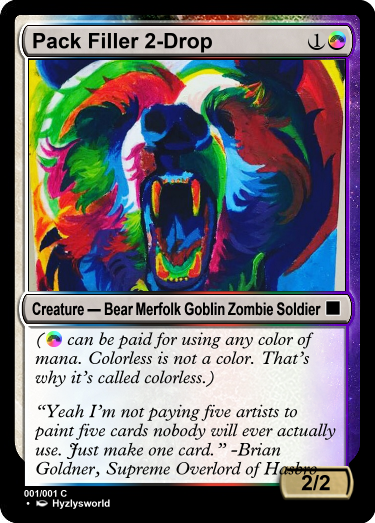 Pack Filler 2-Drop 1
Creature — Bear Merfolk Goblin Zombie Soldier
( can be paid for using any color of
mana. Colorless is not a color. That's
why it's called colorless.)
“Yeah I'm not paying five artists to
paint five cards nobody will ever actually
use. Just make one card.” -Brian
Goldner, Supreme Overlord of Hasbro
2/2
001/001 C
• Hyzlysworld